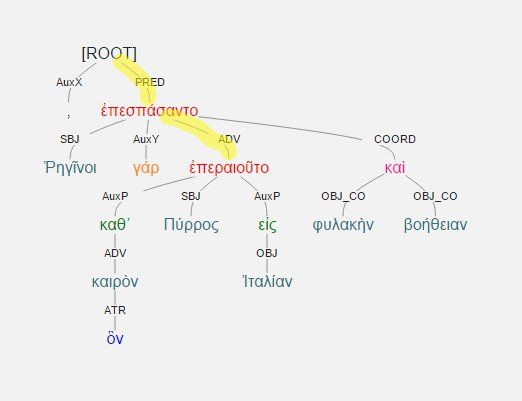 [ROOT]
AuxX PRED
, ἐπεσπάσαντο
SBJ AuxY ADV COORD
Ῥηγῖνοι γάρ ἐπεραιοῦτο καὶ
AuxP SBJ AuxP OBJ_CO OBJ_CO
καθ’ Πύρρος εἰς φυλακὴν βοήθειαν
ADV OBJ
καιρὸν Ἰταλίαν
ATR
ὃν